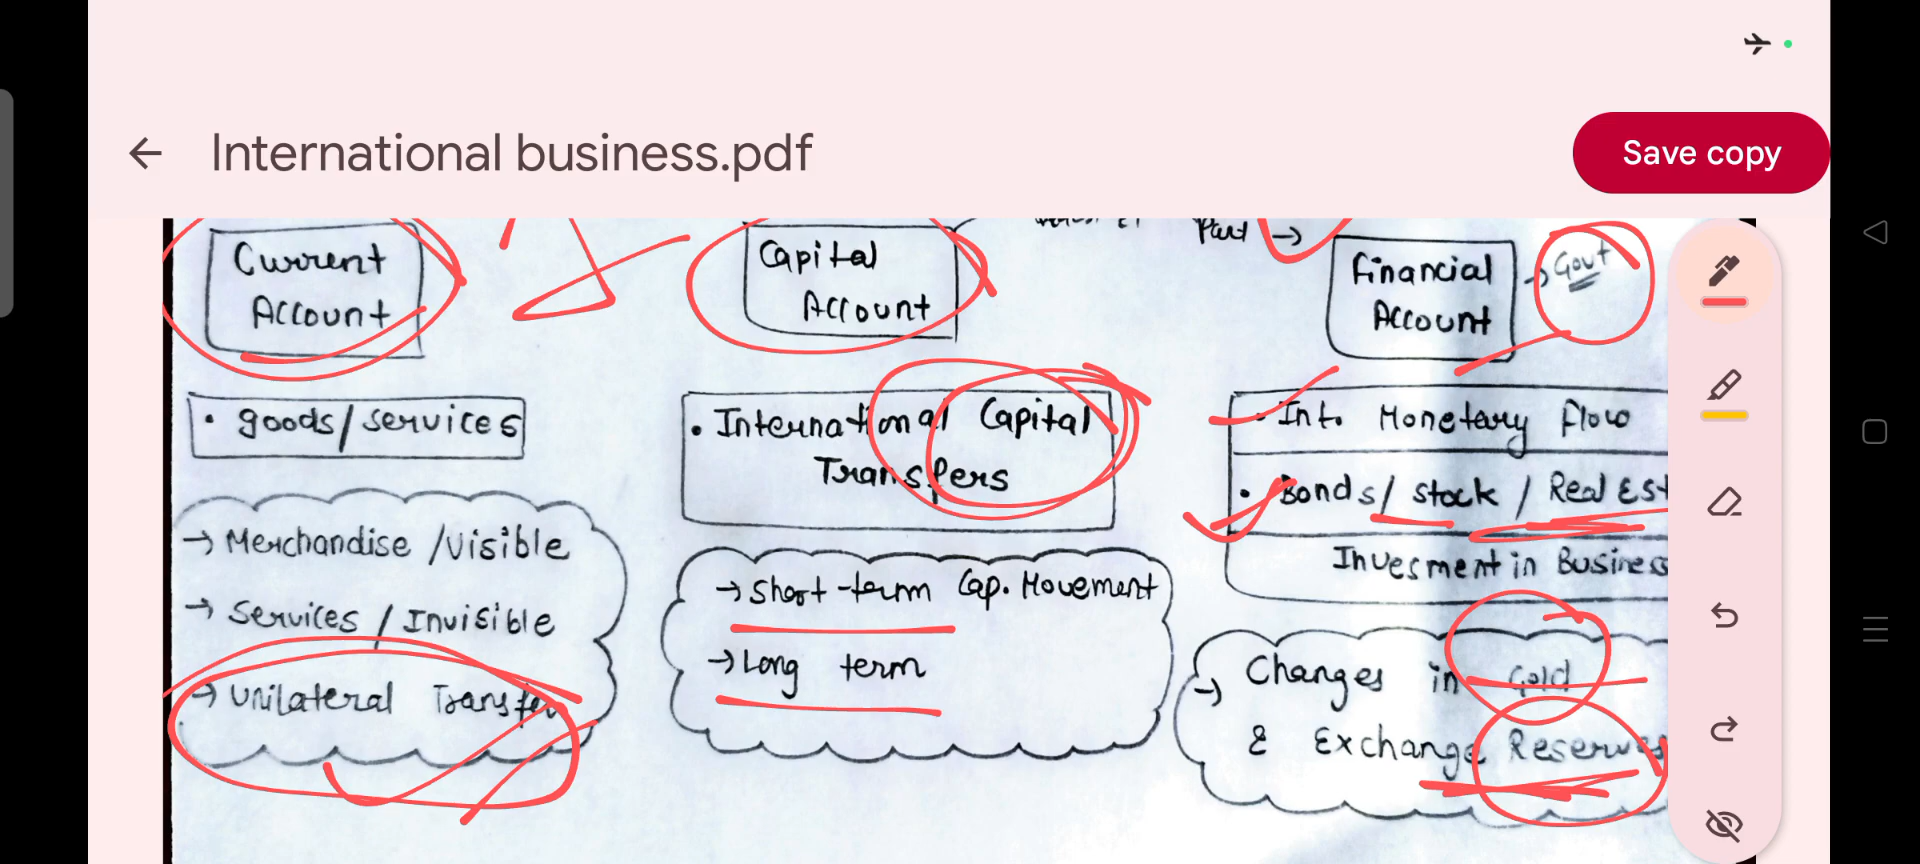 International business.pdf
Save copy
Part →
Current
Account
Capital
Account
Financial
Account
→ Govt
• goods/services
• International Capital
Transfers
• Int. Monetary Flow
• Bonds / stock / Real Est
Invesment in Business
→ Merchandise /Visible
→ Services / Invisible
→ Unilateral Transfer
→ Short-term Cap. Movement
→ Long term
→ Changes in Gold
& Exchange Reserves